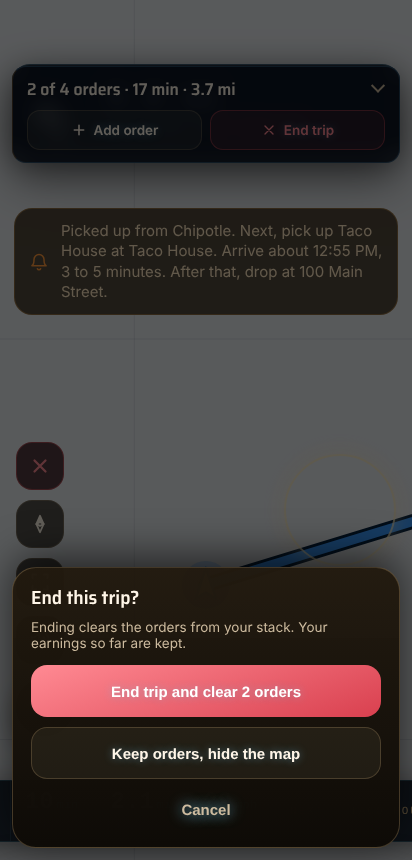 2 of 4 orders · 17 min · 3.7 mi
Add order
End trip
Picked up from Chipotle. Next, pick up Taco
House at Taco House. Arrive about 12:55 PM,
3 to 5 minutes. After that, drop at 100 Main
Street.
End this trip?
Ending clears the orders from your stack. Your
earnings so far are kept.
End trip and clear 2 orders
Keep orders, hide the map
Cancel